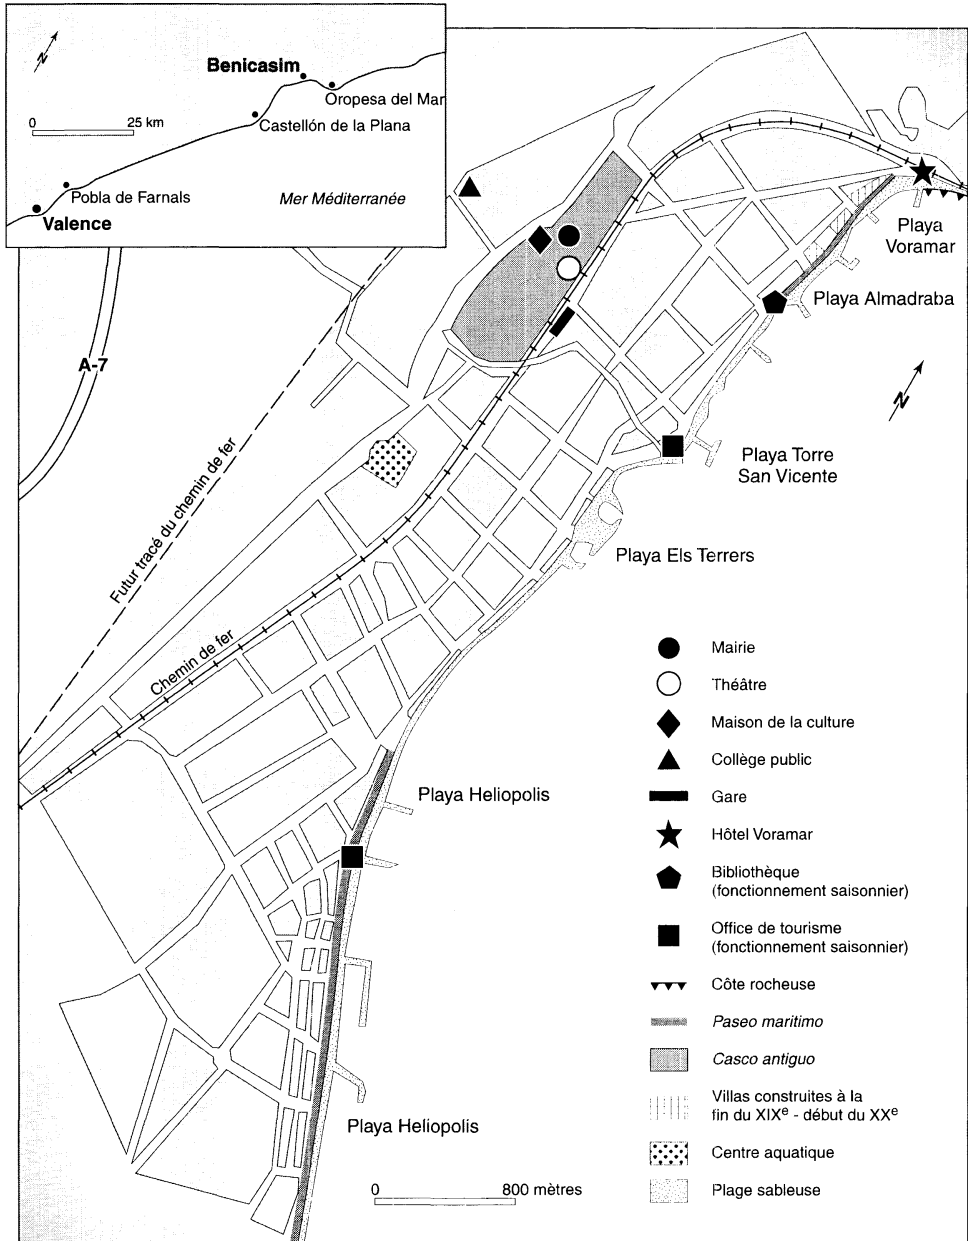 N
Benicasim
Oropesa del Mar
0 25 km
Castellón de la Plana
Pobla de Farnals
Mer Méditerranée
Valence
Playa
Voramar
Playa Almadraba
A-7
N
Playa Torre
San Vicente
Futur tracé du chemin de fer
Playa Els Terrers
Chemin de fer
Mairie
Théâtre
Maison de la culture
Collège public
Playa Heliopolis
Gare
Hôtel Voramar
Bibliothèque
(fonctionnement saisonnier)
Office de tourisme
(fonctionnement saisonnier)
Côte rocheuse
Paseo maritimo
Casco antiguo
Villas construites à la
fin du XIXe - début du XXe
Playa Heliopolis
Centre aquatique
0 800 mètres
Plage sableuse